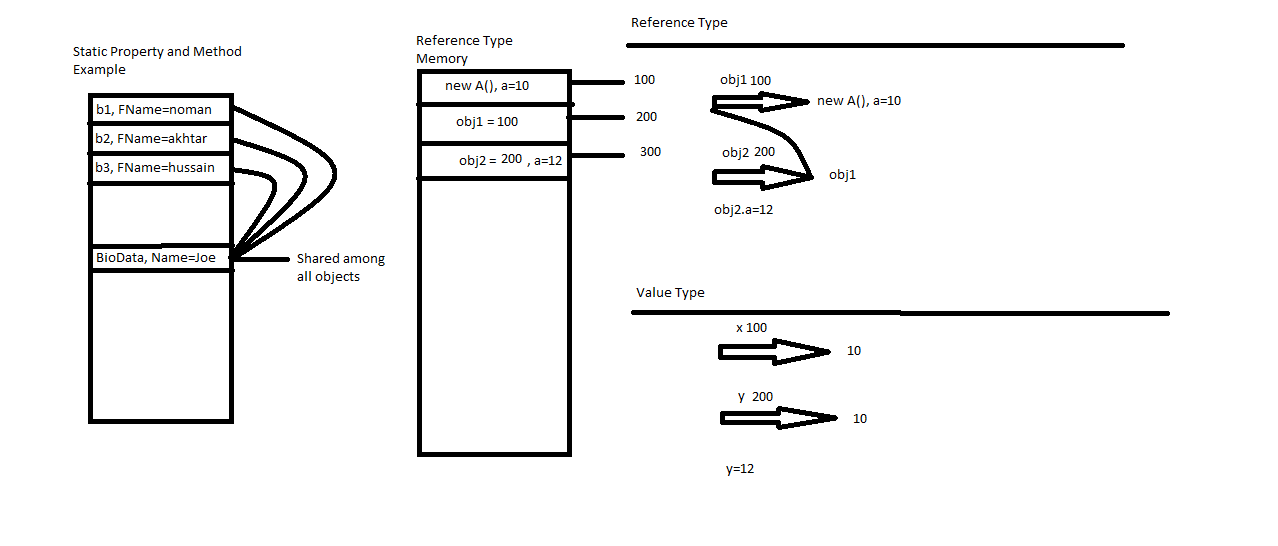 Static Property and Method
Example
b1, FName=noman
b2, FName=akhtar
b3, FName=hussain
BioData, Name=Joe
Shared among
all objects
Reference Type
Memory
new A(), a=10
obj1 = 100
obj2 = 200 , a=12
100
200
300
Reference Type
obj1 100
new A(), a=10
obj2 200
obj1
obj2.a=12
Value Type
x 100
10
y 200
10
y=12